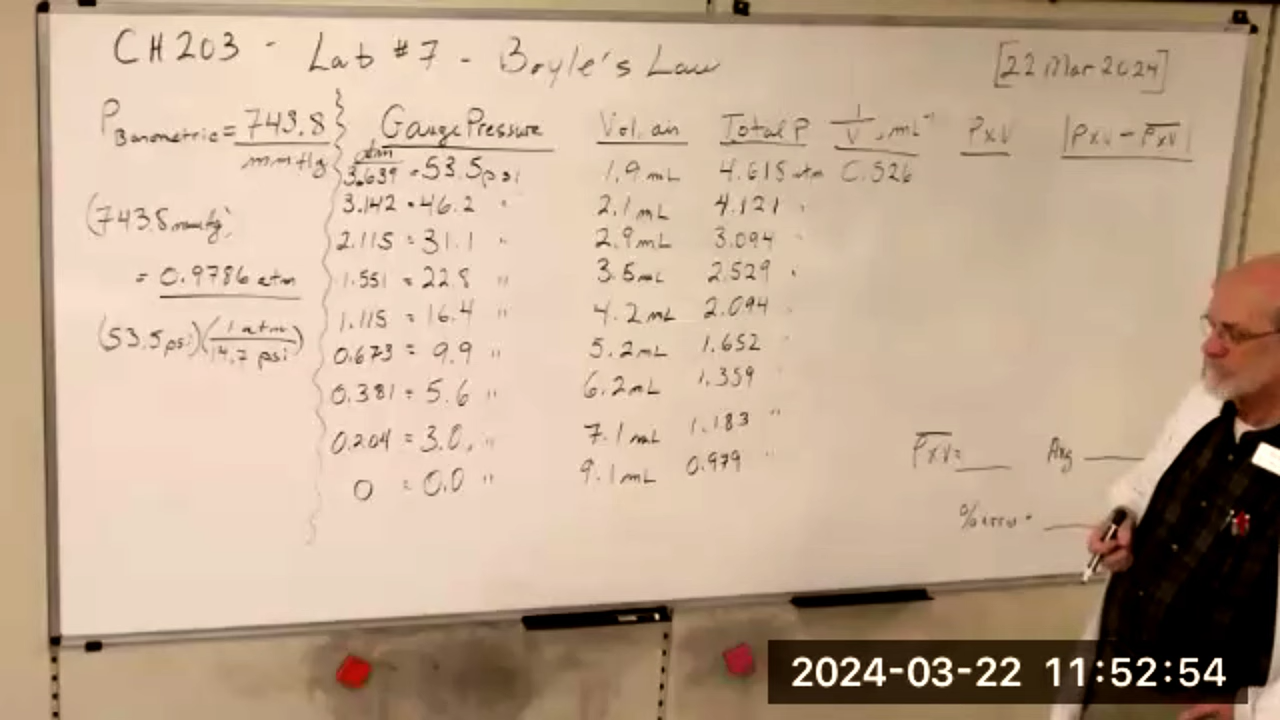 CH203 - Lab #7 - Boyle's Law [22 Mar 2024]
P Barometric = 743.8 mmHg
(743.8 mmHg)
= 0.9786 atm
(53.5 psi)(1 atm / 14.7 psi)
Gauge Pressure Vol. air Total P 1/V, mL⁻¹ PxV |PxV - P̅x̅V̅|
atm
3.639 = 53.5 psi 1.9 mL 4.615 atm 0.526
3.142 = 46.2 " 2.1 mL 4.121 "
2.115 = 31.1 " 2.9 mL 3.094 "
1.551 = 22.8 " 3.5 mL 2.529 "
1.115 = 16.4 " 4.2 mL 2.094 "
0.673 = 9.9 " 5.2 mL 1.652 "
0.381 = 5.6 " 6.2 mL 1.359 "
0.204 = 3.0 " 7.1 mL 1.183 "
0 = 0.0 " 9.1 mL 0.979 "
P̅x̅V̅ = ____ Avg ____
% error = ____
2024-03-22 11:52:54